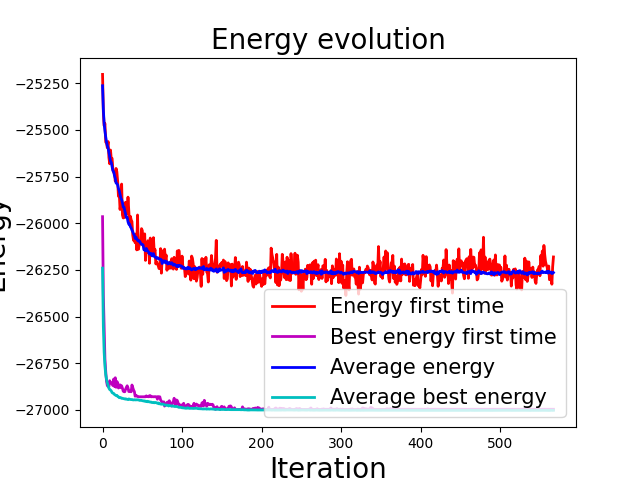 Energy evolution
Energy
−25250
−25500
−25750
−26000
−26250
−26500
−26750
−27000
Energy first time
Best energy first time
Average energy
Average best energy
0
100
200
300
400
500
Iteration